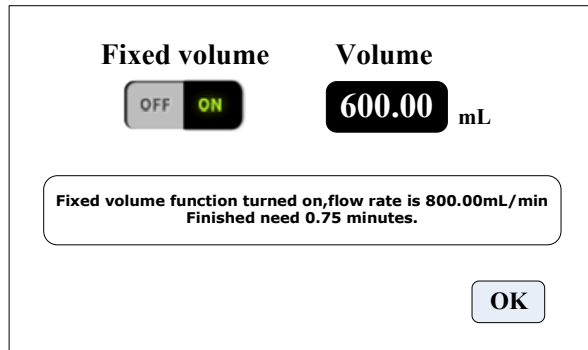 Fixed volume Volume
OFF ON 600.00 mL
Fixed volume function turned on,flow rate is 800.00mL/min
Finished need 0.75 minutes.
OK